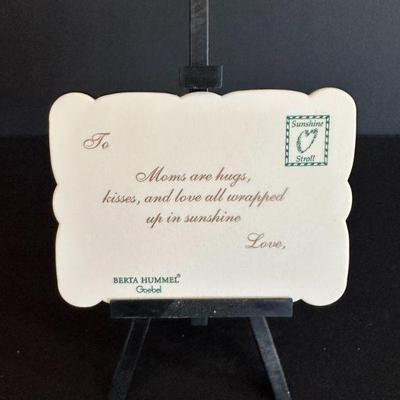 To
Sunshine
Stroll
Moms are hugs,
kisses, and love all wrapped
up in sunshine
Love,
BERTA HUMMEL®
Goebel